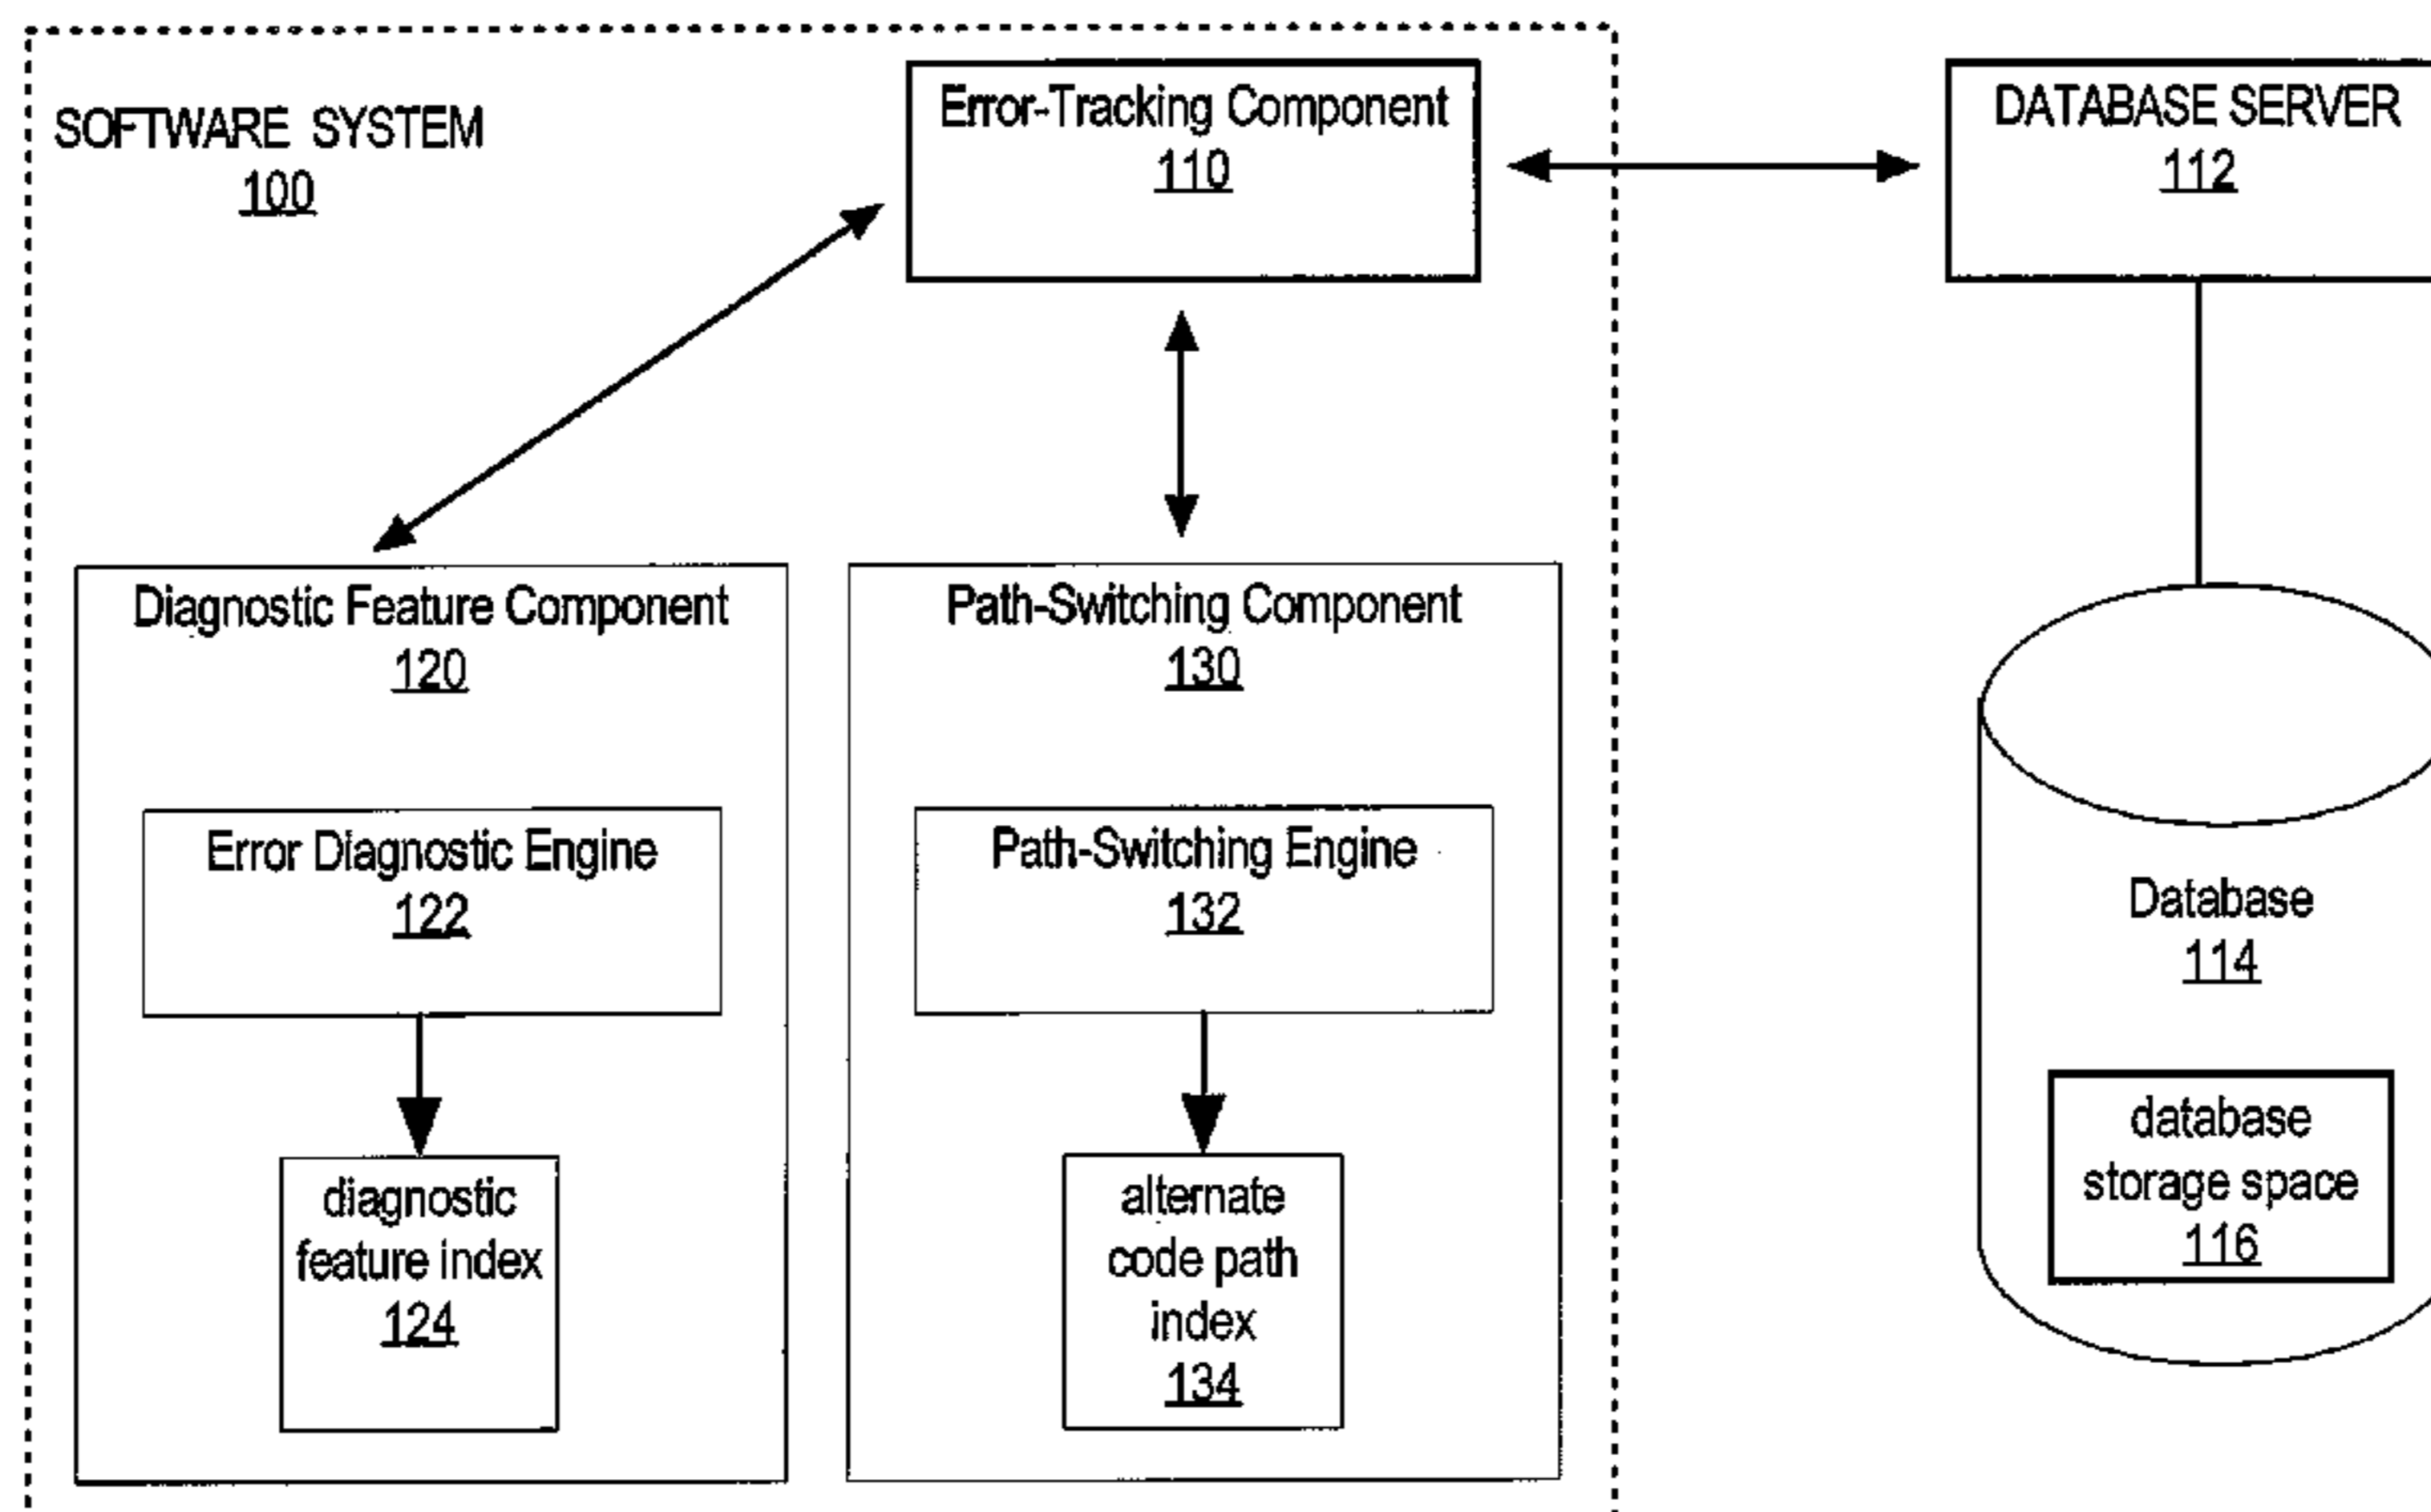 SOFTWARE SYSTEM
100
Error-Tracking Component
110
DATABASE SERVER
112
Diagnostic Feature Component
120
Path-Switching Component
130
Error Diagnostic Engine
122
Path-Switching Engine
132
Database
114
diagnostic
feature index
124
alternate
code path
index
134
database
storage space
116